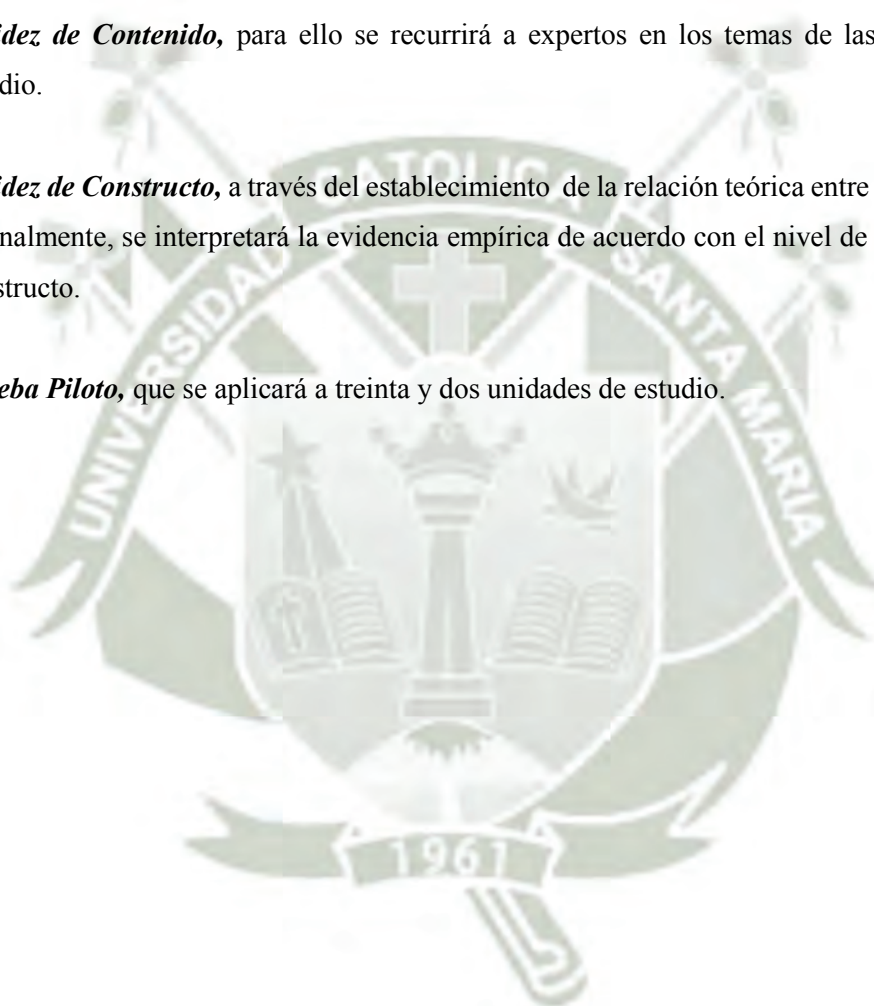 idez de Contenido, para ello se recurrirá a expertos en los temas de las
dio.
idez de Constructo, a través del establecimiento de la relación teórica entre
nalmente, se interpretará la evidencia empírica de acuerdo con el nivel de
structo.
eba Piloto, que se aplicará a treinta y dos unidades de estudio.
UNIVERSIDAD CATOLICA SANTA MARIA
1961